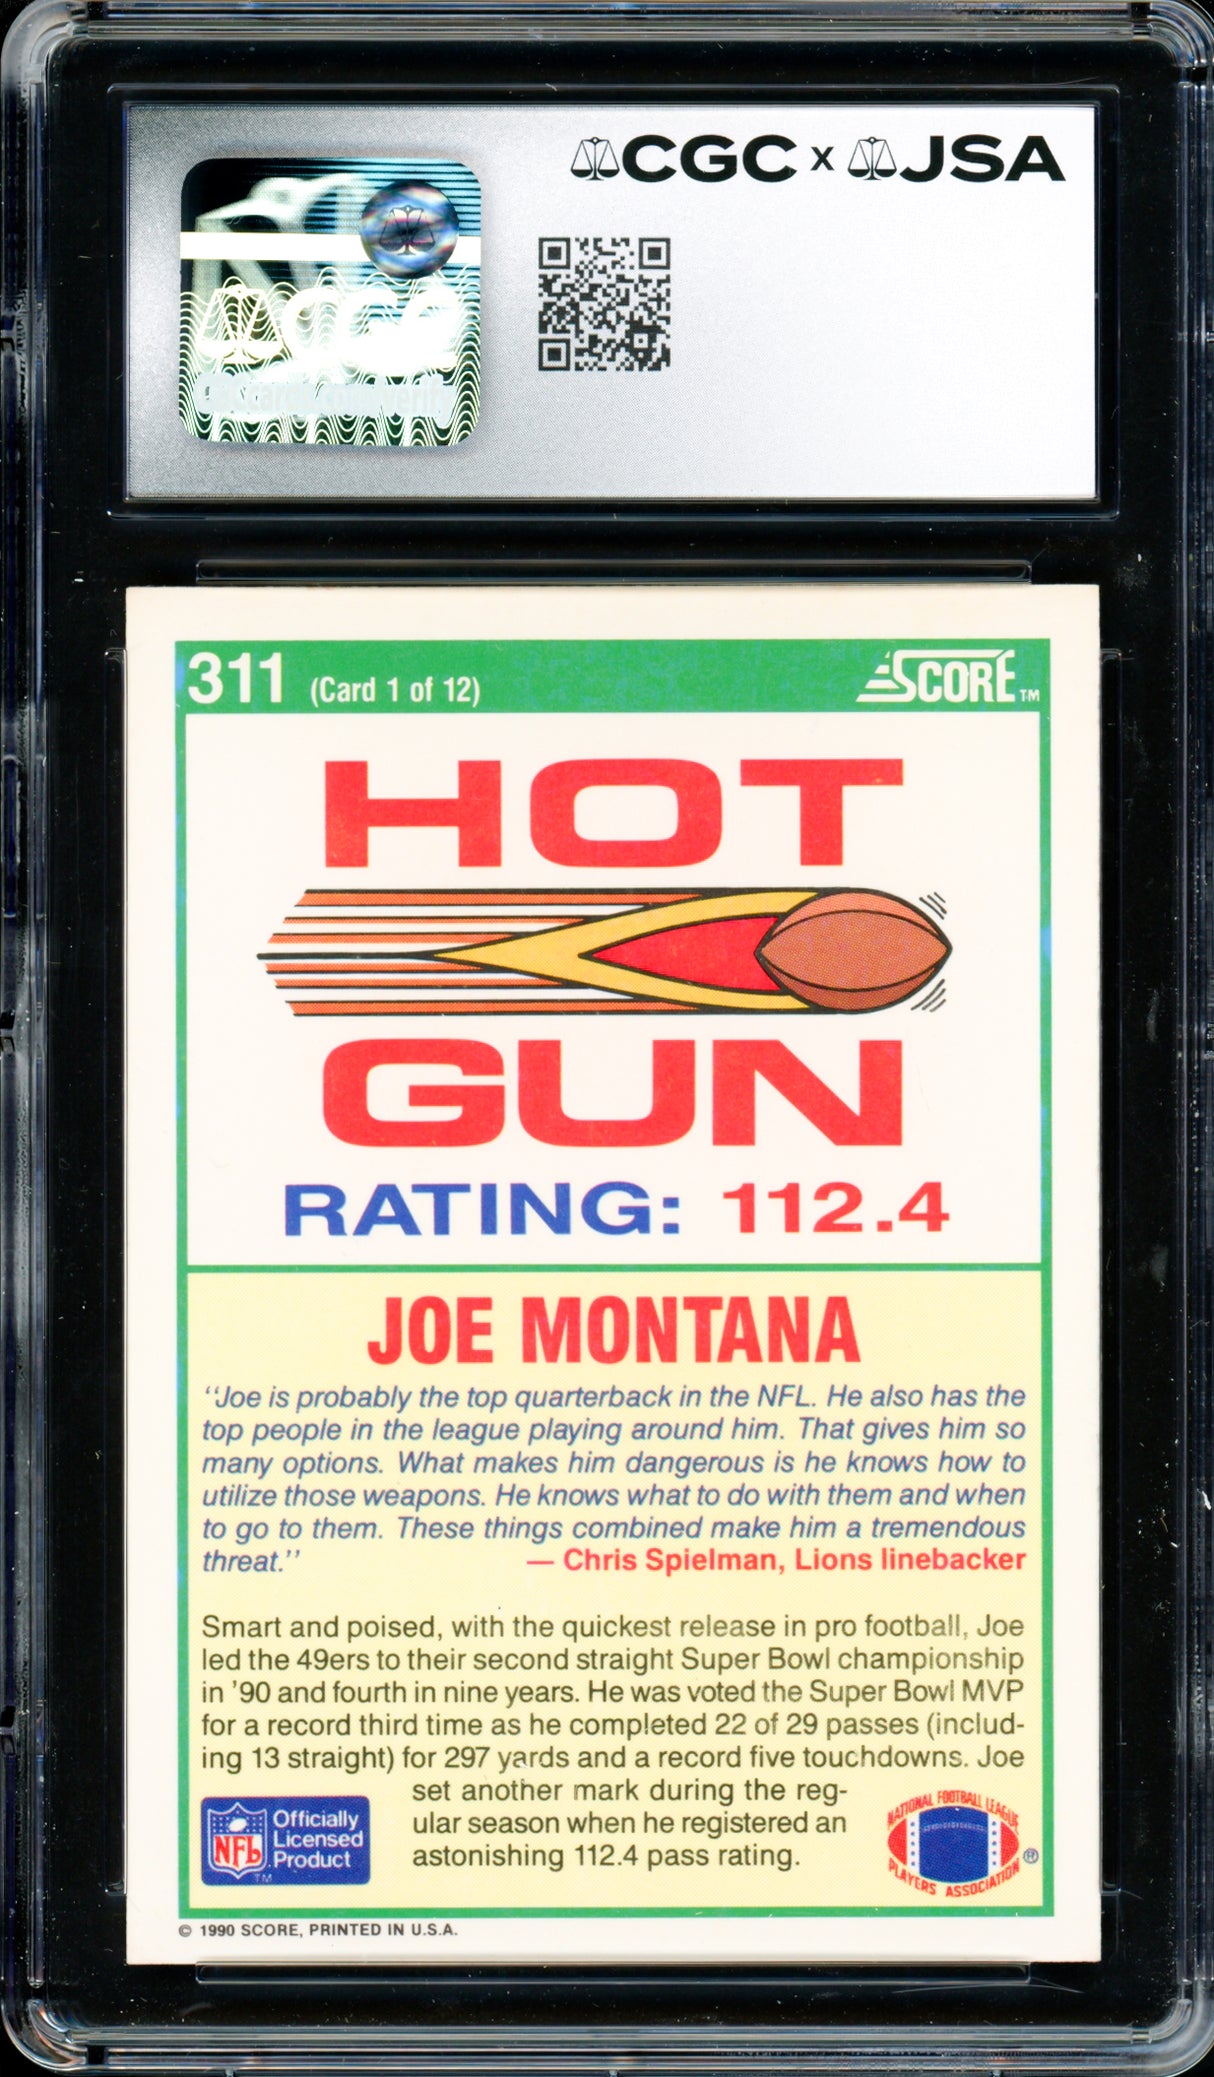 CGC x JSA
CGC
311 (Card 1 of 12) SCORE™
HOT
GUN
RATING: 112.4
JOE MONTANA
‘‘Joe is probably the top quarterback in the NFL. He also has the
top people in the league playing around him. That gives him so
many options. What makes him dangerous is he knows how to
utilize those weapons. He knows what to do with them and when
to go to them. These things combined make him a tremendous
threat.’’ — Chris Spielman, Lions linebacker
Smart and poised, with the quickest release in pro football, Joe
led the 49ers to their second straight Super Bowl championship
in '90 and fourth in nine years. He was voted the Super Bowl MVP
for a record third time as he completed 22 of 29 passes (includ-
ing 13 straight) for 297 yards and a record five touchdowns. Joe
set another mark during the reg-
ular season when he registered an
astonishing 112.4 pass rating.
NFL
TM
Officially
Licensed
Product
NATIONAL FOOTBALL LEAGUE
PLAYERS ASSOCIATION
®
© 1990 SCORE, PRINTED IN U.S.A.